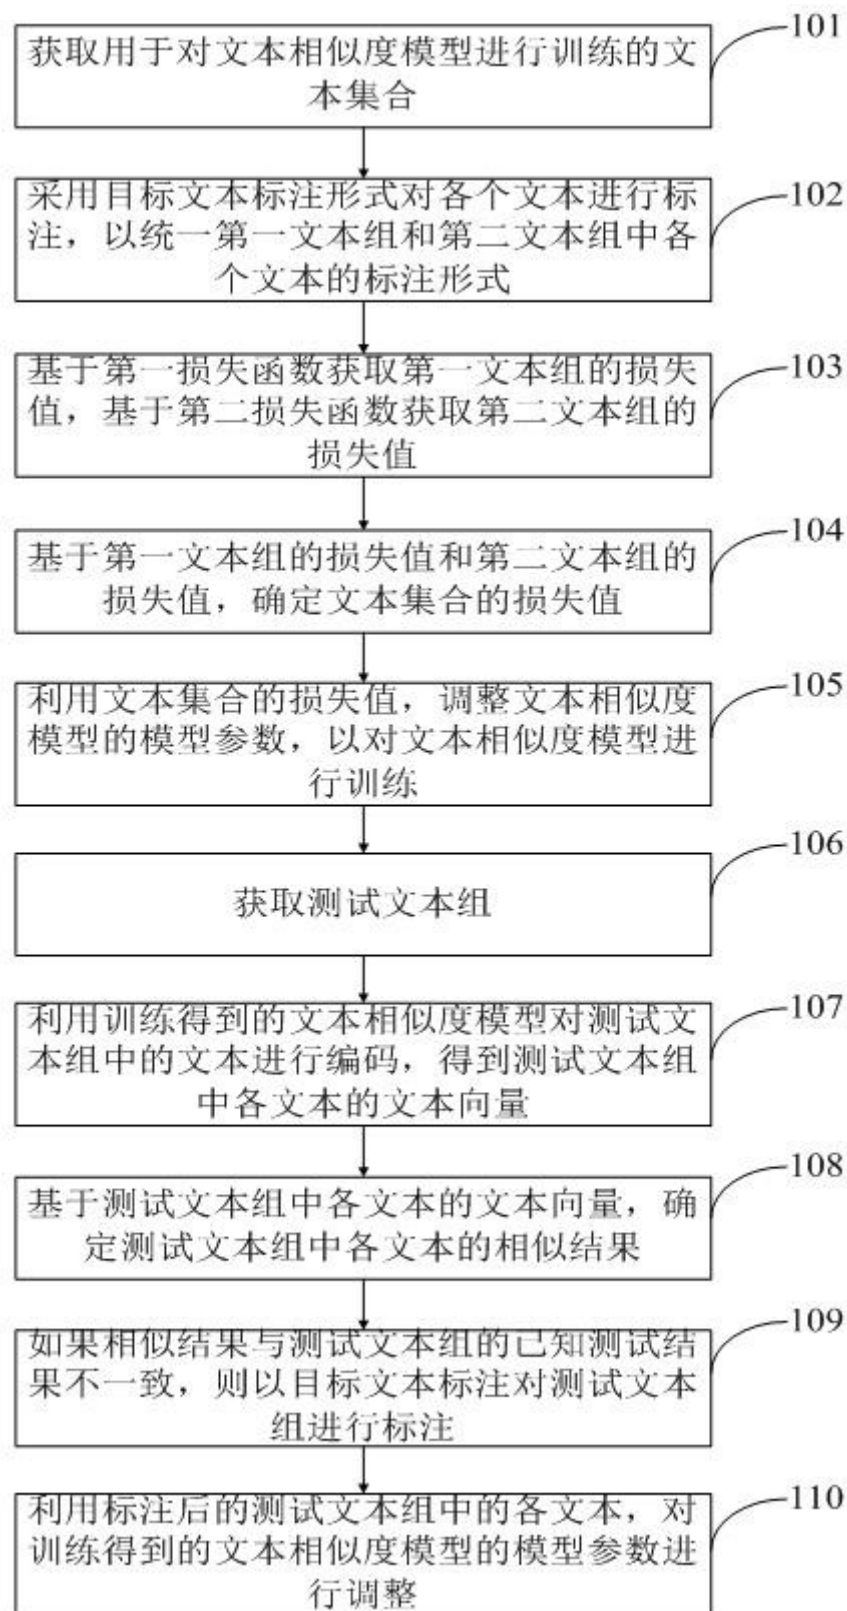 101
获取用于对文本相似度模型进行训练的文
本集合
102
采用目标文本标注形式对各个文本进行标
注，以统一第一文本组和第二文本组中各
个文本的标注形式
103
基于第一损失函数获取第一文本组的损失
值，基于第二损失函数获取第二文本组的
损失值
104
基于第一文本组的损失值和第二文本组的
损失值，确定文本集合的损失值
105
利用文本集合的损失值，调整文本相似度
模型的模型参数，以对文本相似度模型进
行训练
106
获取测试文本组
107
利用训练得到的文本相似度模型对测试文
本组中的文本进行编码，得到测试文本组
中各文本的文本向量
108
基于测试文本组中各文本的文本向量，确
定测试文本组中各文本的相似结果
109
如果相似结果与测试文本组的已知测试结
果不一致，则以目标文本标注对测试文本
组进行标注
110
利用标注后的测试文本组中的各文本，对
训练得到的文本相似度模型的模型参数进
行调整